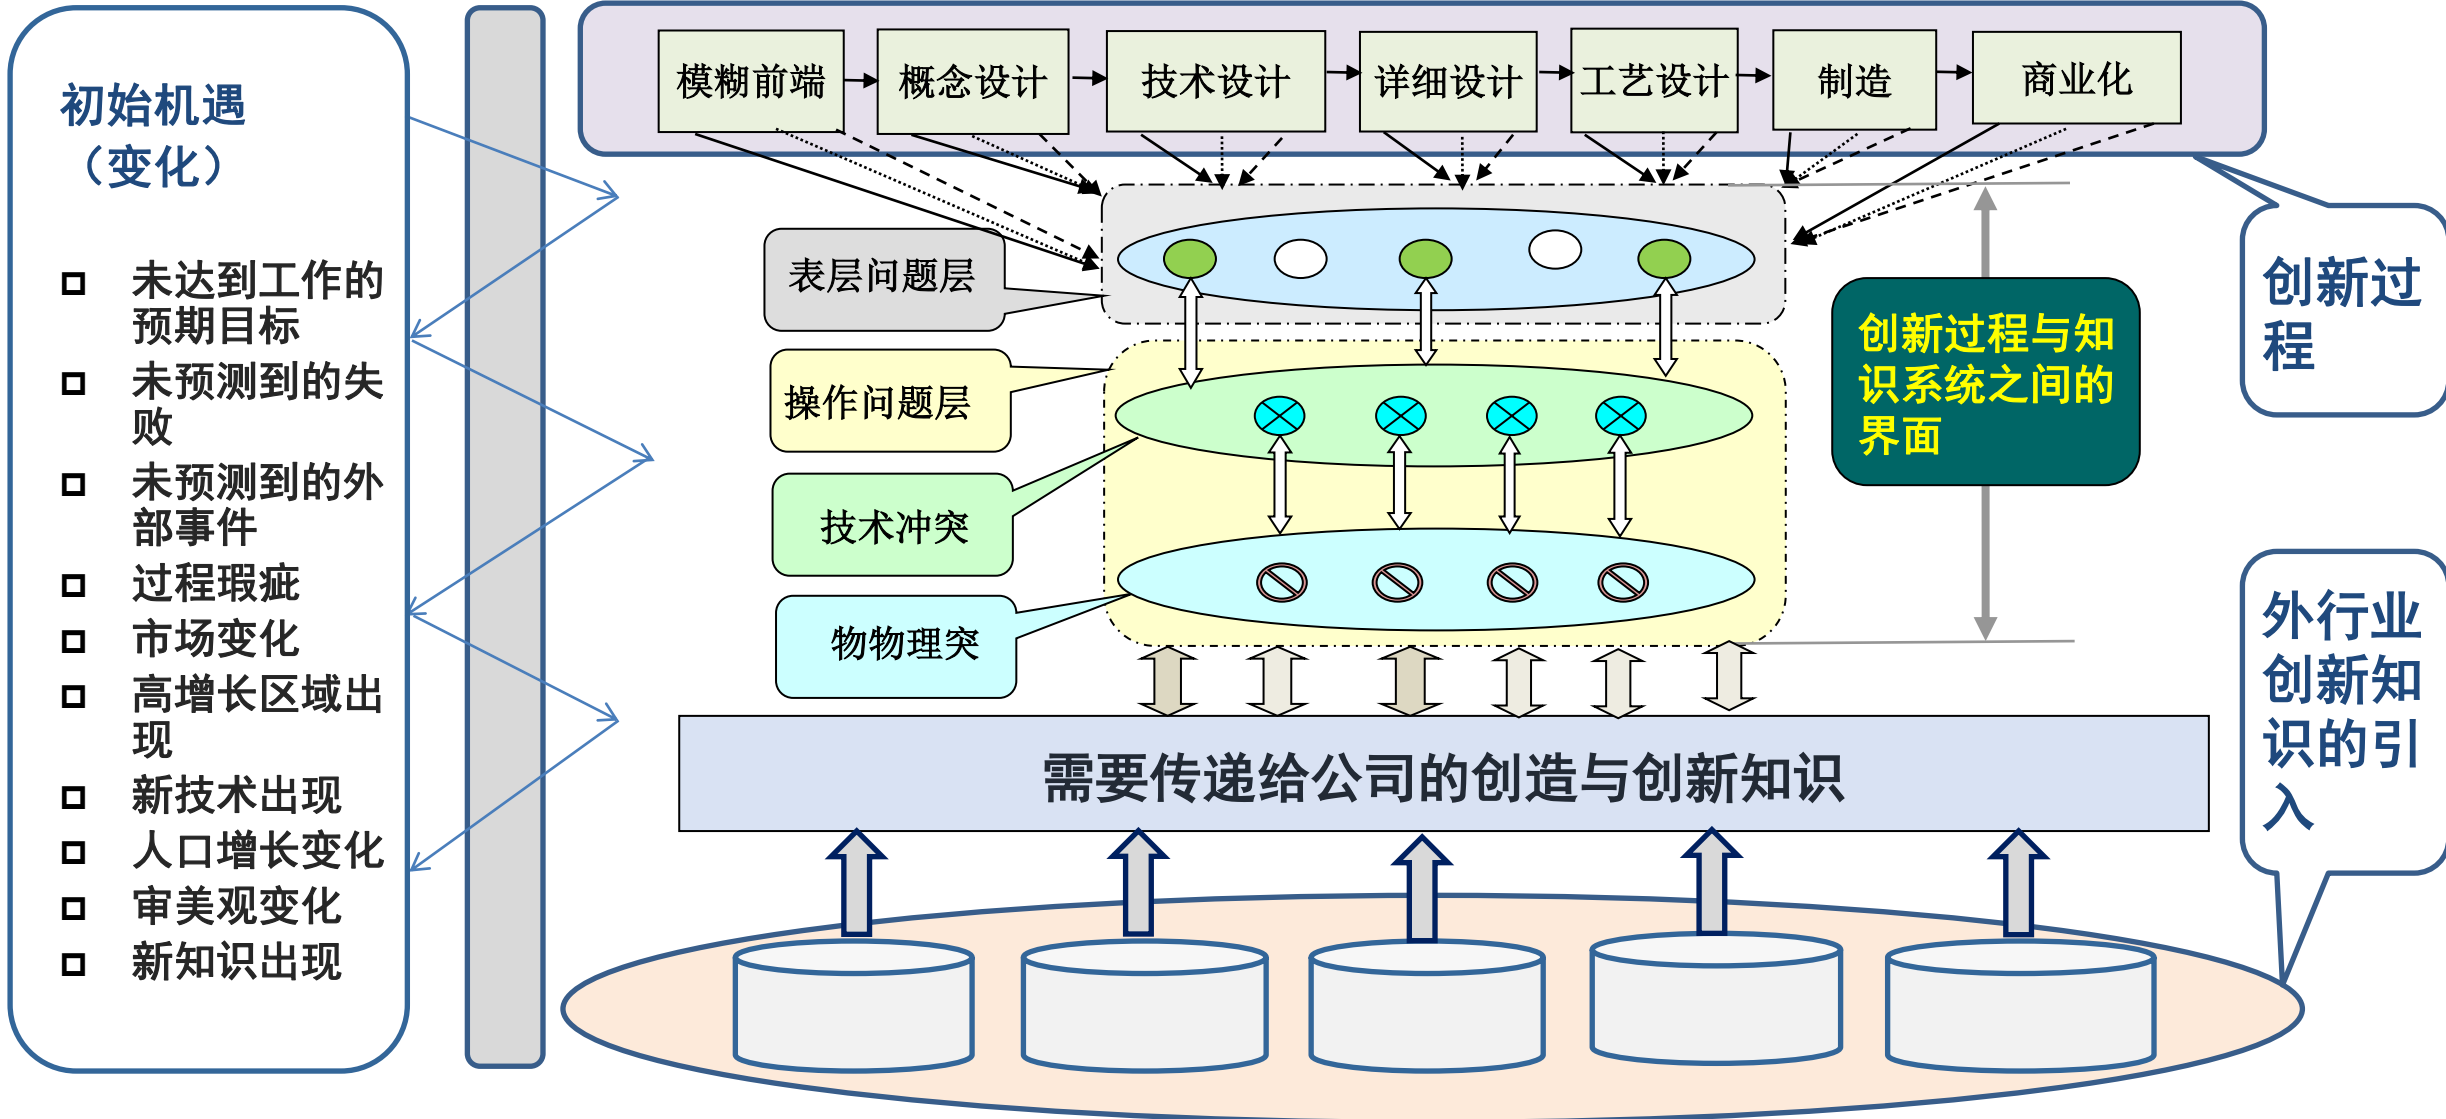 初始机遇
（变化）
未达到工作的
预期目标
未预测到的失
败
未预测到的外
部事件
过程瑕疵
市场变化
高增长区域出
现
新技术出现
人口增长变化
审美观变化
新知识出现
模糊前端
概念设计
技术设计
详细设计
工艺设计
制造
商业化
表层问题层
操作问题层
技术冲突
物物理突
创新过程与知
识系统之间的
界面
创新过
程
外行业
创新知
识的引
入
需要传递给公司的创造与创新知识